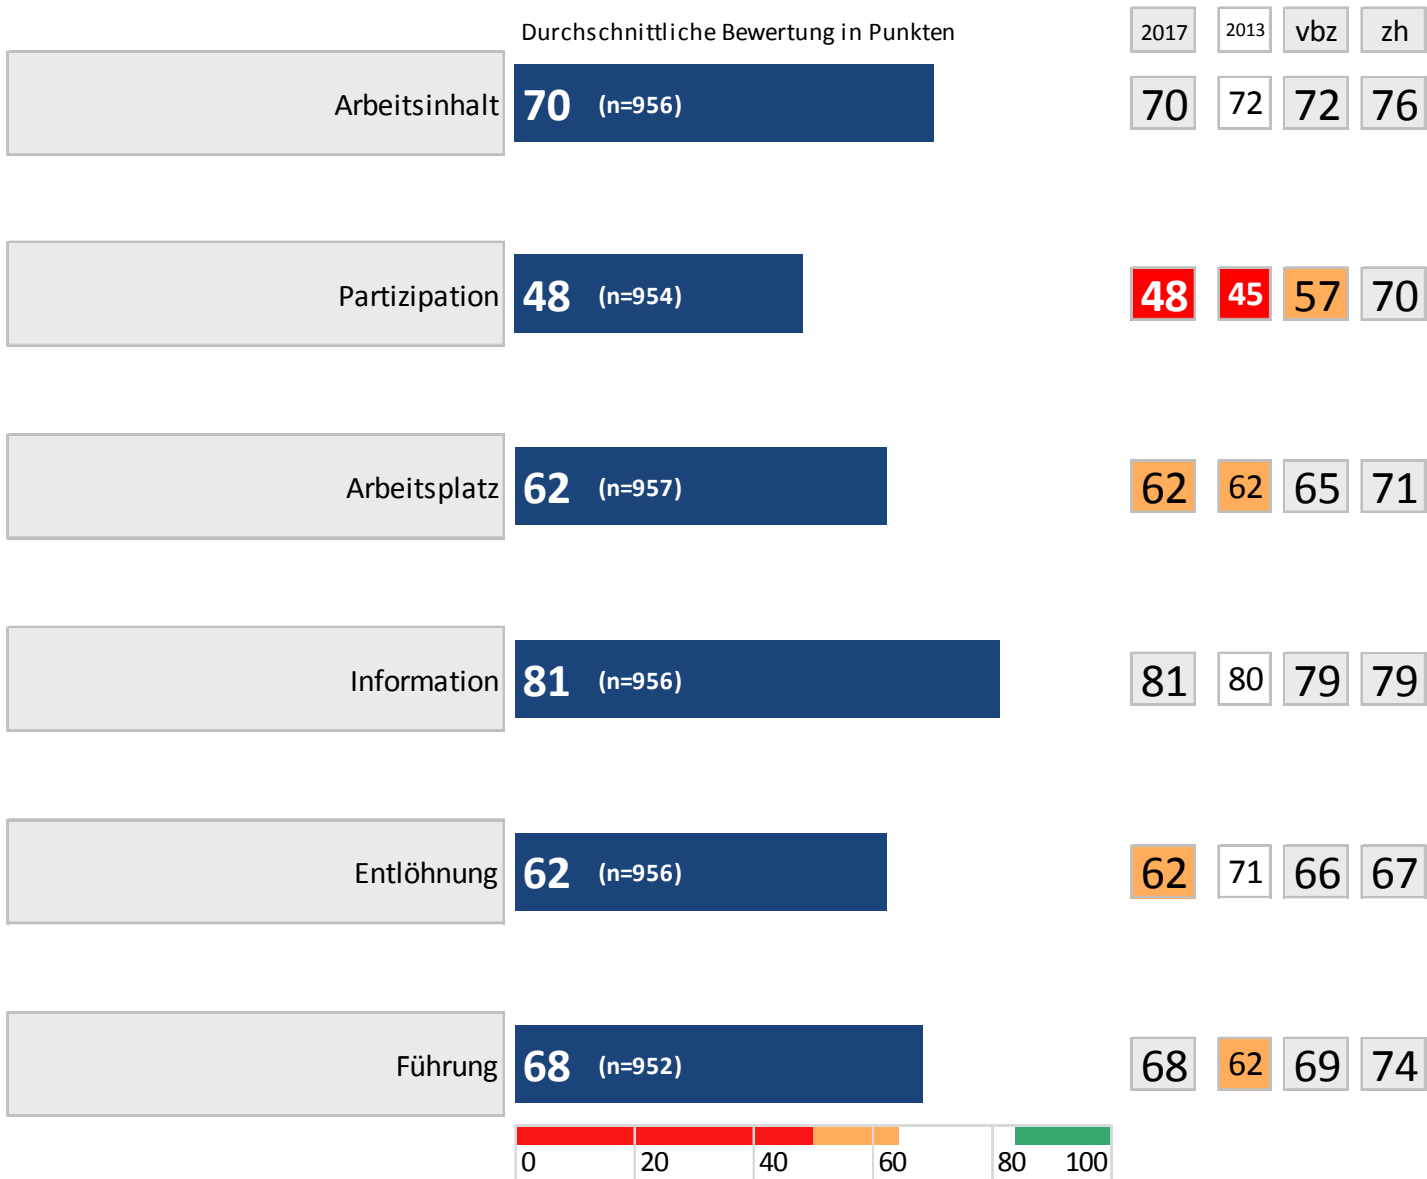 Durchschnittliche Bewertung in Punkten 2017 2013 vbz zh
Arbeitsinhalt 70 (n=956) 70 72 72 76
Partizipation 48 (n=954) 48 45 57 70
Arbeitsplatz 62 (n=957) 62 62 65 71
Information 81 (n=956) 81 80 79 79
Entlöhnung 62 (n=956) 62 71 66 67
Führung 68 (n=952) 68 62 69 74
0 20 40 60 80 100